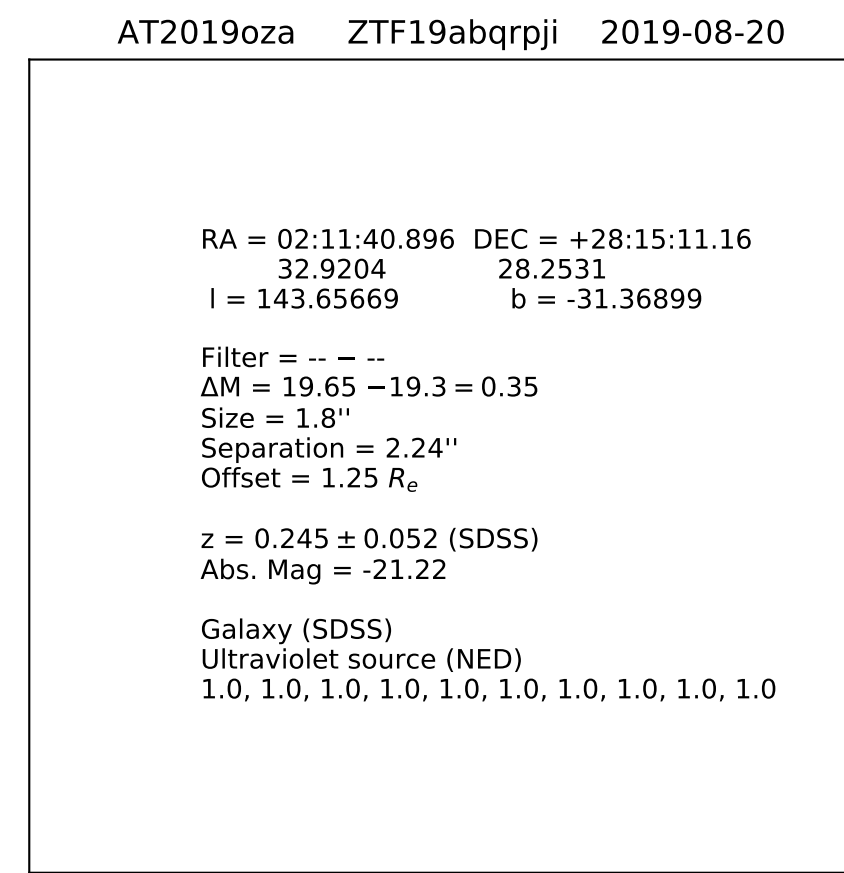 AT2019oza ZTF19abqrpji 2019-08-20
RA = 02:11:40.896 DEC = +28:15:11.16
32.9204 28.2531
l = 143.65669 b = -31.36899
Filter = -- − --
ΔM = 19.65 −19.3 = 0.35
Size = 1.8''
Separation = 2.24''
Offset = 1.25 Rₑ
z = 0.245 ± 0.052 (SDSS)
Abs. Mag = -21.22
Galaxy (SDSS)
Ultraviolet source (NED)
1.0, 1.0, 1.0, 1.0, 1.0, 1.0, 1.0, 1.0, 1.0, 1.0